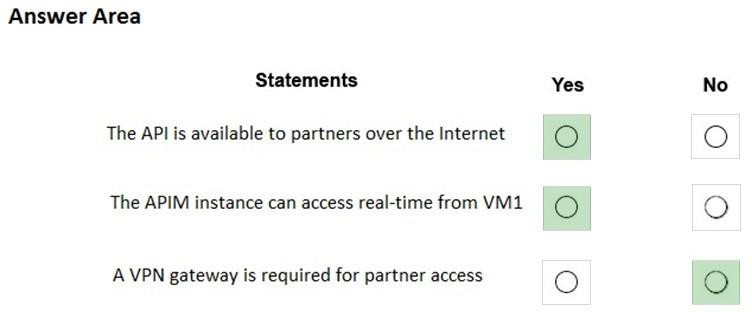 Answer Area
Statements Yes No
The API is available to partners over the Internet
The APIM instance can access real-time from VM1
A VPN gateway is required for partner access